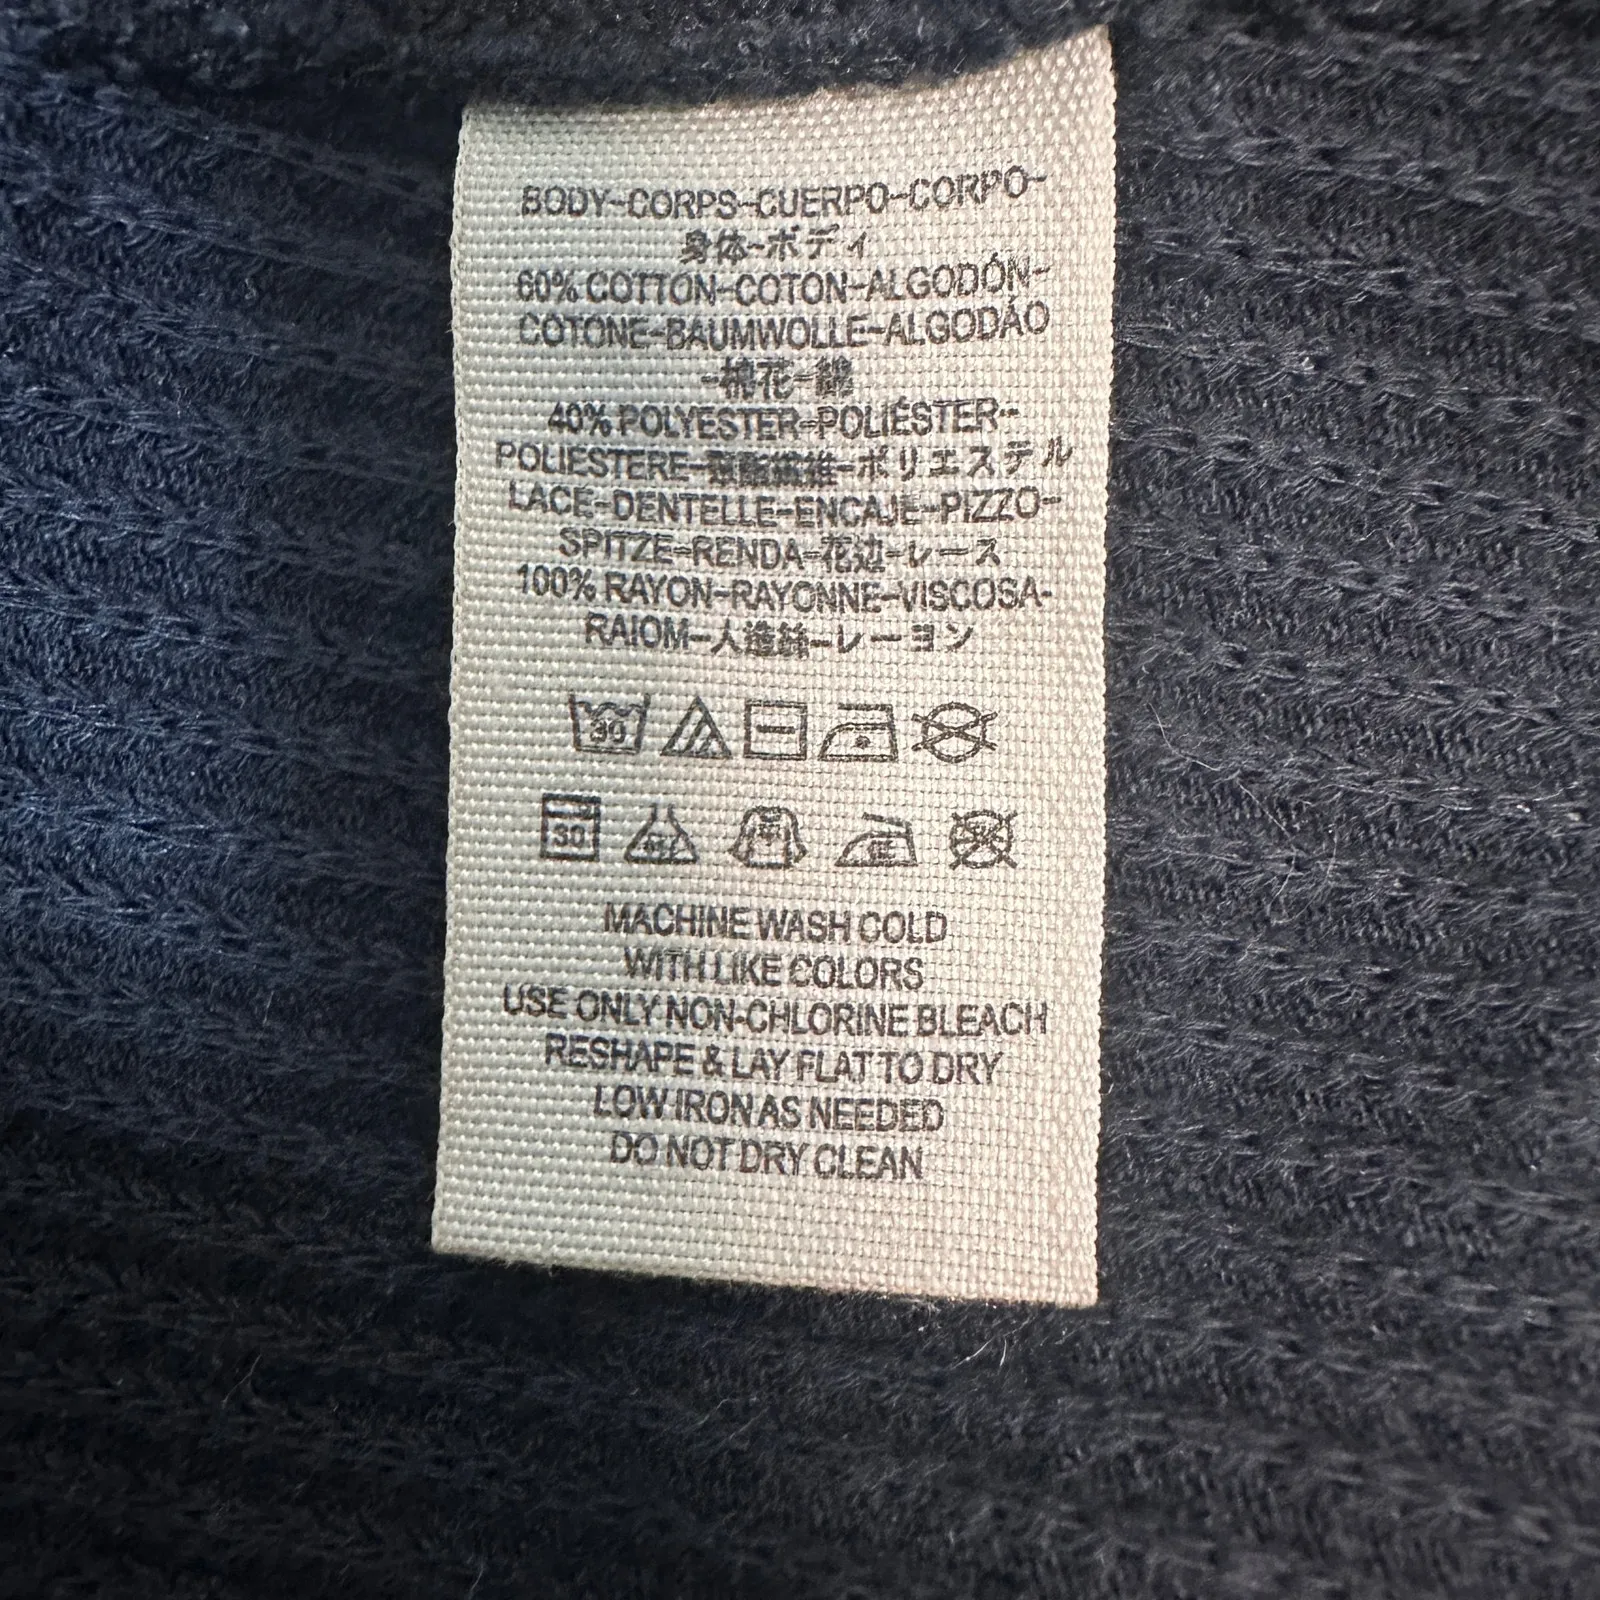 BODY-CORPS-CUERPO-CORPO-
身体-ボディ
60% COTTON-COTON-ALGODÓN-
COTONE-BAUMWOLLE-ALGODÃO
-棉花-綿
40% POLYESTER-POLIÉSTER-
POLIESTERE-聚酯纖維-ポリエステル
LACE-DENTELLE-ENCAJE-PIZZO-
SPITZE-RENDA-花边-レース
100% RAYON-RAYONNE-VISCOSA-
RAIOM-人造絲-レーヨン
30
30
MACHINE WASH COLD
WITH LIKE COLORS
USE ONLY NON-CHLORINE BLEACH
RESHAPE & LAY FLAT TO DRY
LOW IRON AS NEEDED
DO NOT DRY CLEAN